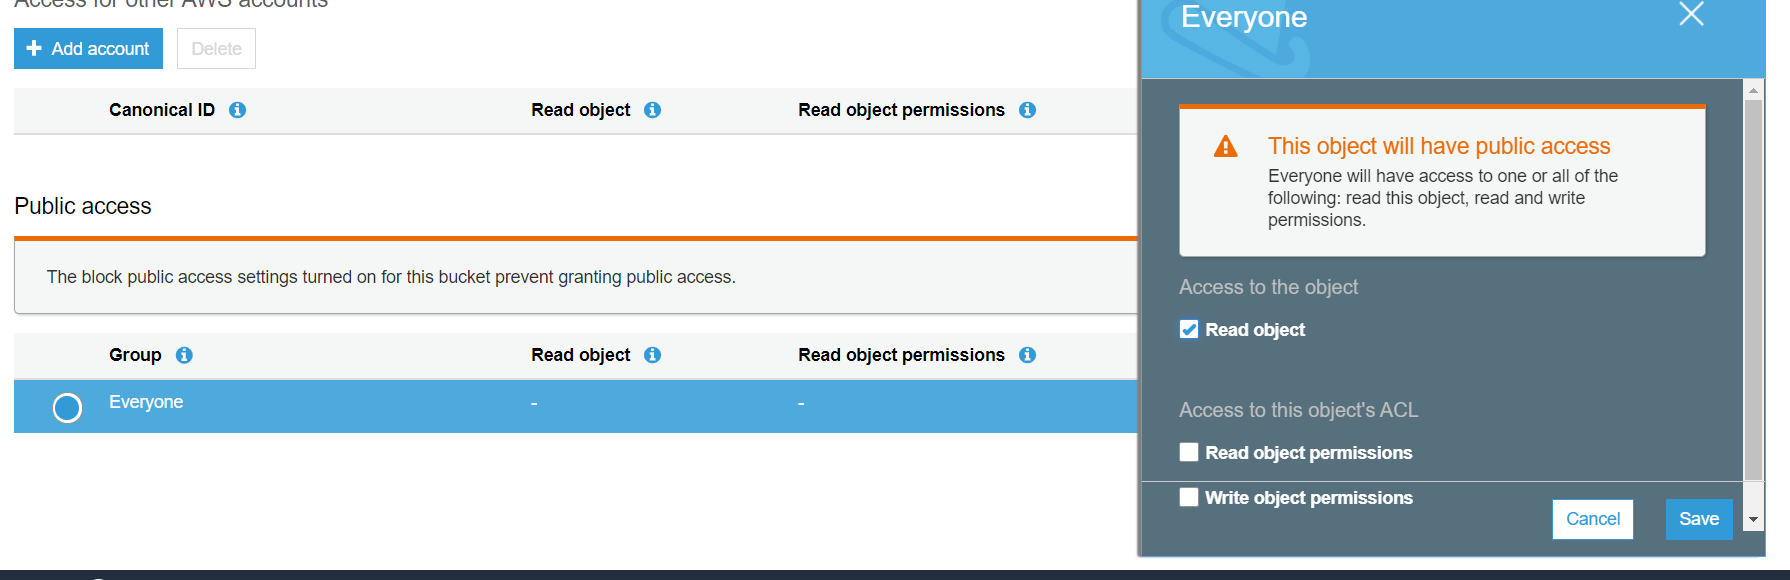 Access for other AWS accounts
Add account
Delete
Canonical ID
Read object
Read object permissions
Public access
The block public access settings turned on for this bucket prevent granting public access.
Group
Read object
Read object permissions
Everyone
-
-
Everyone
This object will have public access
Everyone will have access to one or all of the
following: read this object, read and write
permissions.
Access to the object
Read object
Access to this object's ACL
Read object permissions
Write object permissions
Cancel
Save